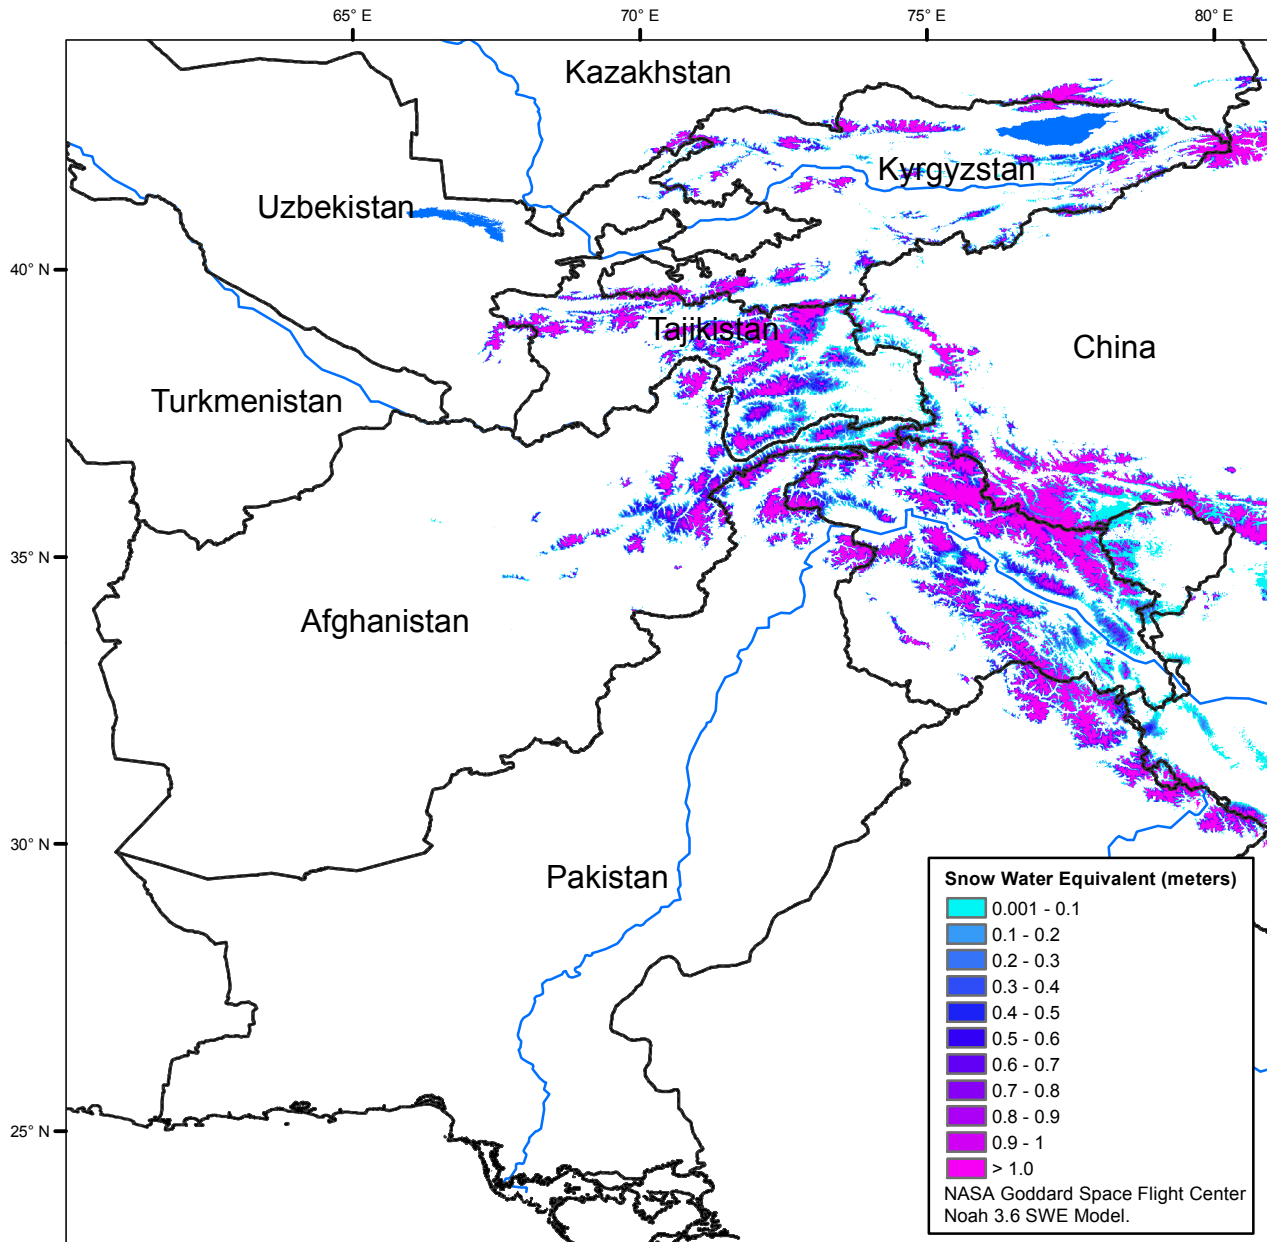 65° E
70° E
75° E
80° E
Kazakhstan
Kyrgyzstan
Uzbekistan
40° N
Tajikistan
China
Turkmenistan
35° N
Afghanistan
30° N
Pakistan
25° N
Snow Water Equivalent (meters)
0.001 - 0.1
0.1 - 0.2
0.2 - 0.3
0.3 - 0.4
0.4 - 0.5
0.5 - 0.6
0.6 - 0.7
0.7 - 0.8
0.8 - 0.9
0.9 - 1
> 1.0
NASA Goddard Space Flight Center
Noah 3.6 SWE Model.